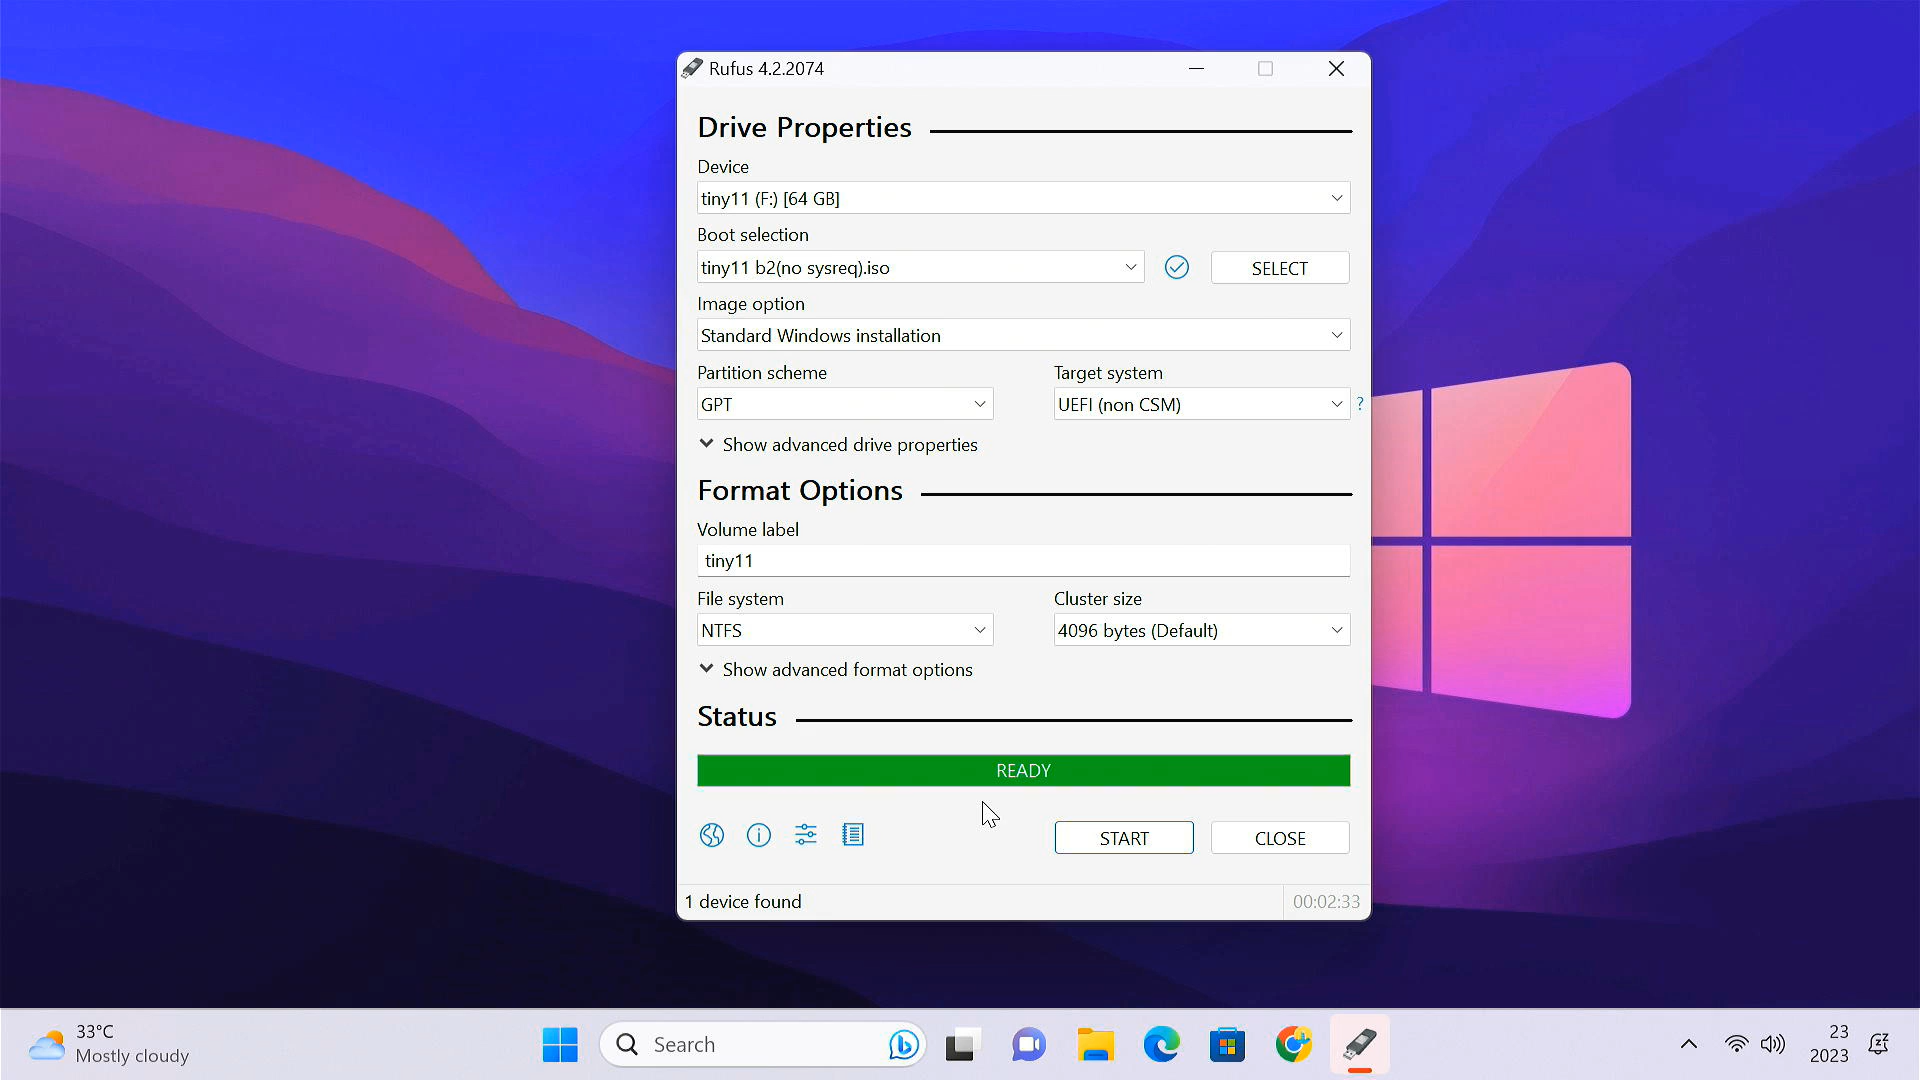 Rufus 4.2.2074
Drive Properties
Device
tiny11 (F:) [64 GB]
Boot selection
tiny11 b2(no sysreq).iso
SELECT
Image option
Standard Windows installation
Partition scheme
Target system
GPT
UEFI (non CSM)
?
Show advanced drive properties
Format Options
Volume label
tiny11
File system
Cluster size
NTFS
4096 bytes (Default)
Show advanced format options
Status
READY
START
CLOSE
1 device found
00:02:33
33°C
Mostly cloudy
Search
23
2023